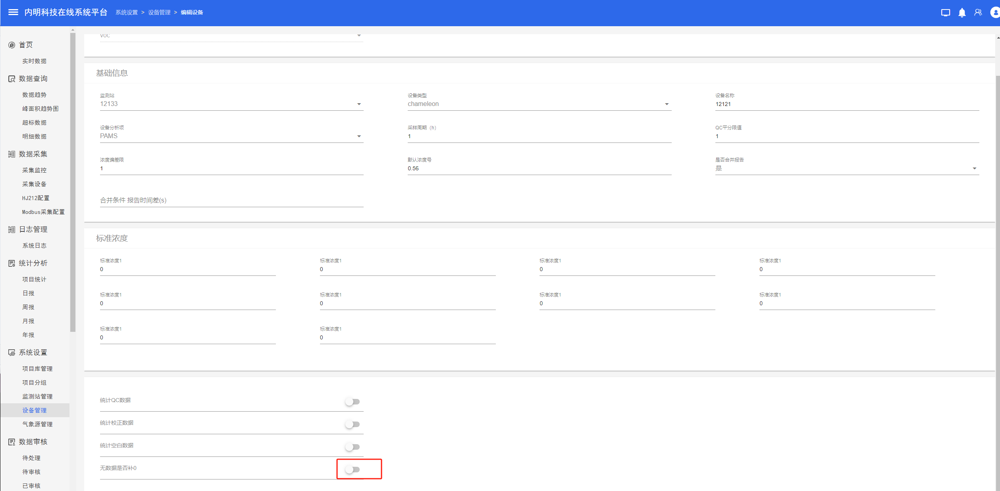 内明科技在线系统平台
系统设置 > 设备管理 > 编辑设备
首页
实时数据
数据查询
数据趋势
峰面积趋势图
超标数据
明细数据
数据采集
采集监控
采集设备
HJ212配置
Modbus采集配置
日志管理
系统日志
统计分析
项目统计
日报
周报
月报
年报
系统设置
项目库管理
项目分组
监测站管理
设备管理
气象源管理
数据审核
待处理
待审核
已审核
VOC
基础信息
监测站 设备类型 设备名称
12133 chameleon 12121
设备分析项 采样周期（h） QC平分限值
PAMS 1 1
浓度偏差限 默认浓度号 是否合并报告
1 0.56 是
合并条件 报告时间差(s)
标准浓度
标准浓度1 标准浓度1 标准浓度1 标准浓度1
0 0 0 0
标准浓度1 标准浓度1 标准浓度1 标准浓度1
0 0 0 0
标准浓度1 标准浓度1
0 0
统计QC数据
统计校正数据
统计空白数据
无数据是否补0